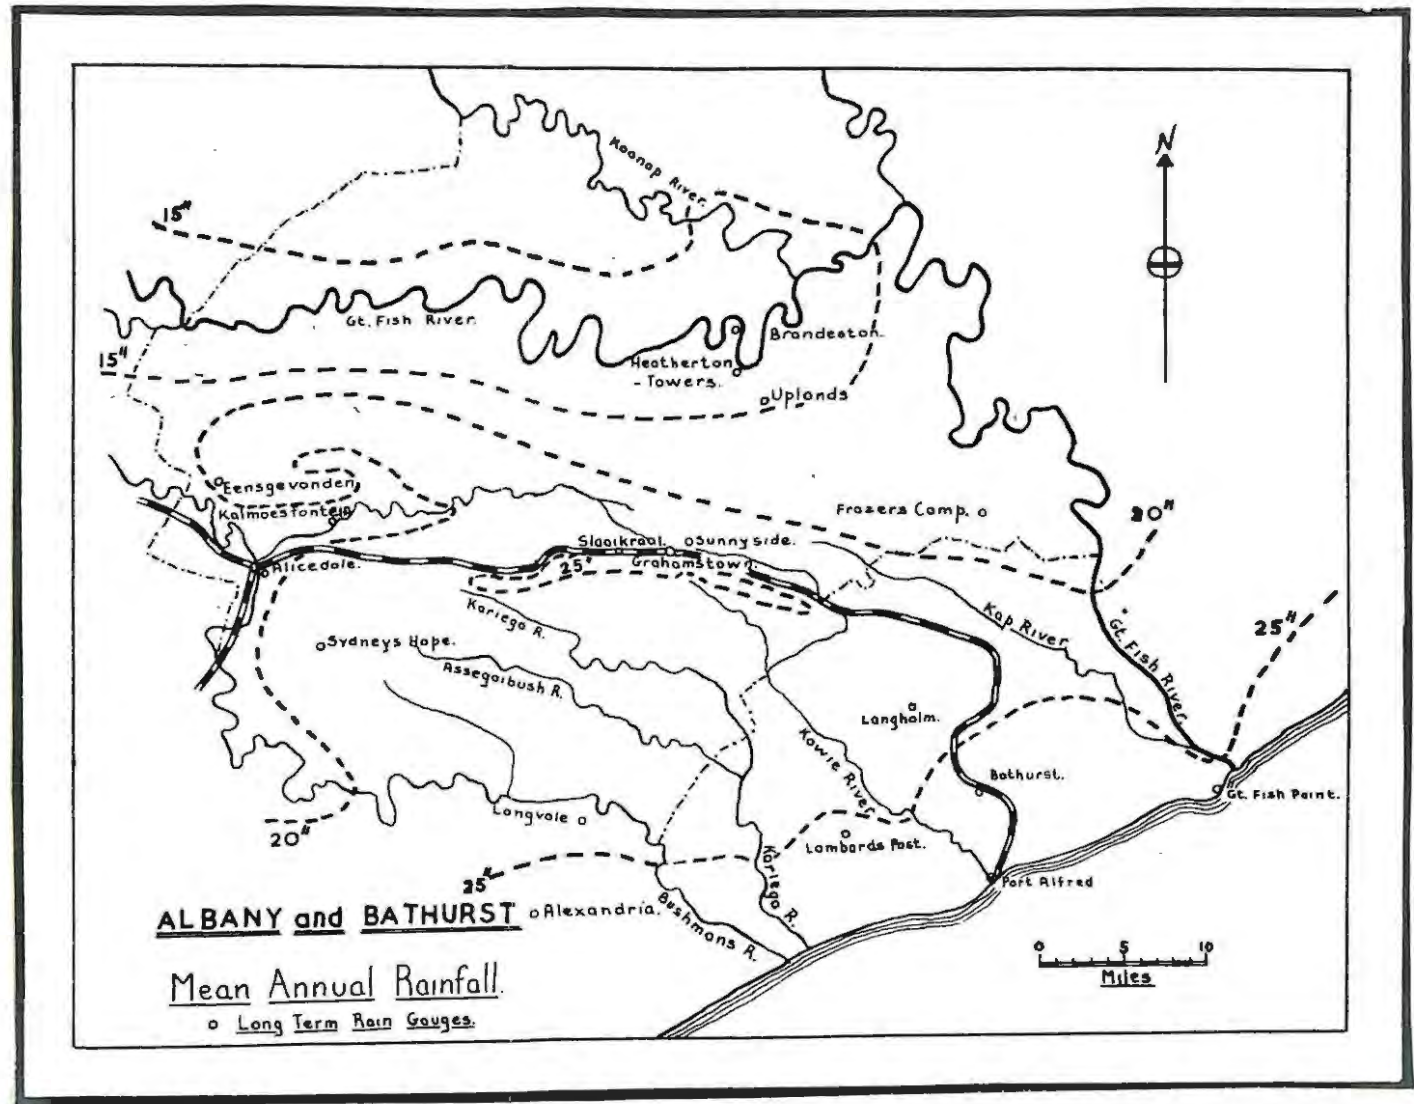 N
Koonap River.
15"
Gt. Fish River.
Brandeston.
15"
Heatherton
- Towers.
Uplands
Eensgevonden
Kalmoesfontein
Frazers Camp.
20"
Slaaikraal.
Sunnyside.
Grahamstown.
25"
Alicedale.
Kariega R.
Kap River
Gt. Fish River.
25"
Sydneys Hope.
Assegaibush R.
Langholm.
Kowie River
Bathurst.
Gt. Fish Point.
Longvale
20"
Lombards Post.
Kariega R.
25"
Port Alfred
ALBANY and BATHURST
Alexandria.
Bushmans R.
0 5 10
Miles
Mean Annual Rainfall.
o Long Term Rain Gauges.